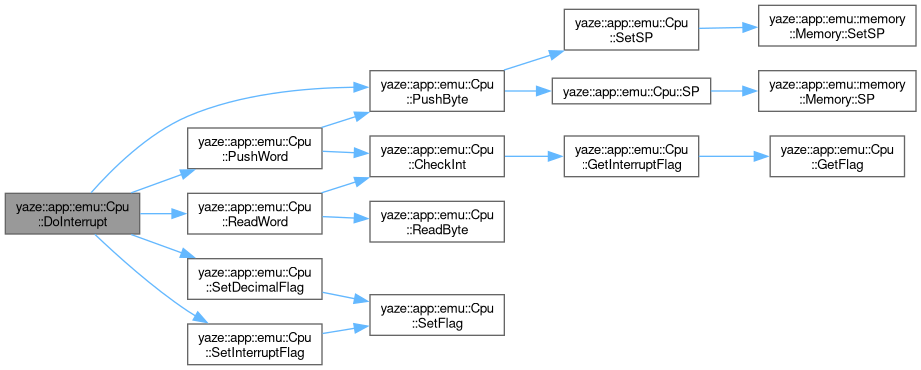 yaze::app::emu::Cpu
::DoInterrupt
yaze::app::emu::Cpu
::PushByte
yaze::app::emu::Cpu
::SetSP
yaze::app::emu::memory
::Memory::SetSP
yaze::app::emu::Cpu::SP
yaze::app::emu::memory
::Memory::SP
yaze::app::emu::Cpu
::PushWord
yaze::app::emu::Cpu
::CheckInt
yaze::app::emu::Cpu
::GetInterruptFlag
yaze::app::emu::Cpu
::GetFlag
yaze::app::emu::Cpu
::ReadWord
yaze::app::emu::Cpu
::ReadByte
yaze::app::emu::Cpu
::SetDecimalFlag
yaze::app::emu::Cpu
::SetFlag
yaze::app::emu::Cpu
::SetInterruptFlag